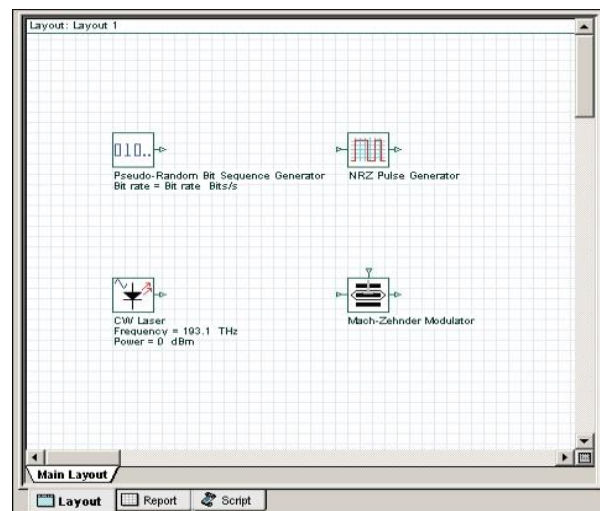 Layout: Layout 1
010..
Pseudo-Random Bit Sequence Generator
Bit rate = Bit rate Bits/s
NRZ Pulse Generator
CW Laser
Frequency = 193.1 THz
Power = 0 dBm
Mach-Zehnder Modulator
Main Layout
Layout
Report
Script